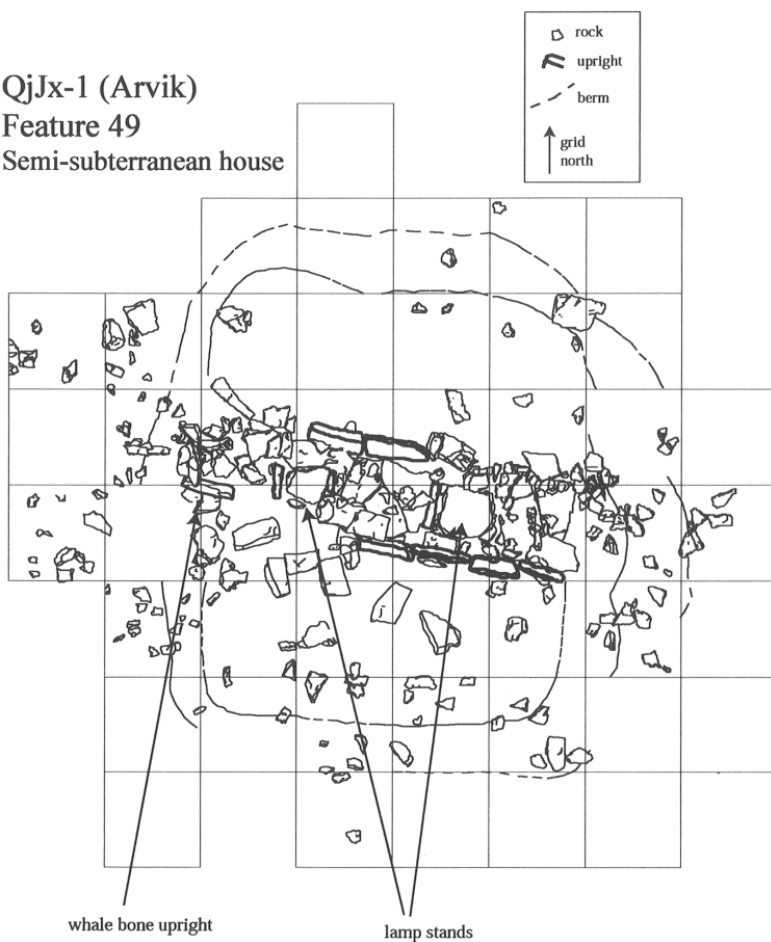 QjJx-1 (Arvik)
Feature 49
Semi-subterranean house
rock
upright
berm
grid
north
whale bone upright
lamp stands